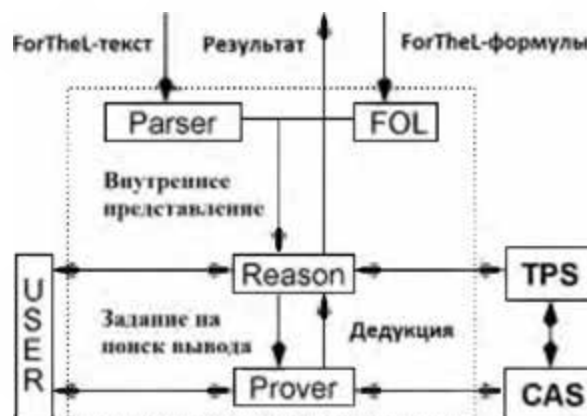 ForTheL-текст
Результат
ForTheL-формулы
Parser
FOL
Внутреннее
представление
USER
Reason
TPS
Задание на
поиск вывода
Дедукция
Prover
CAS